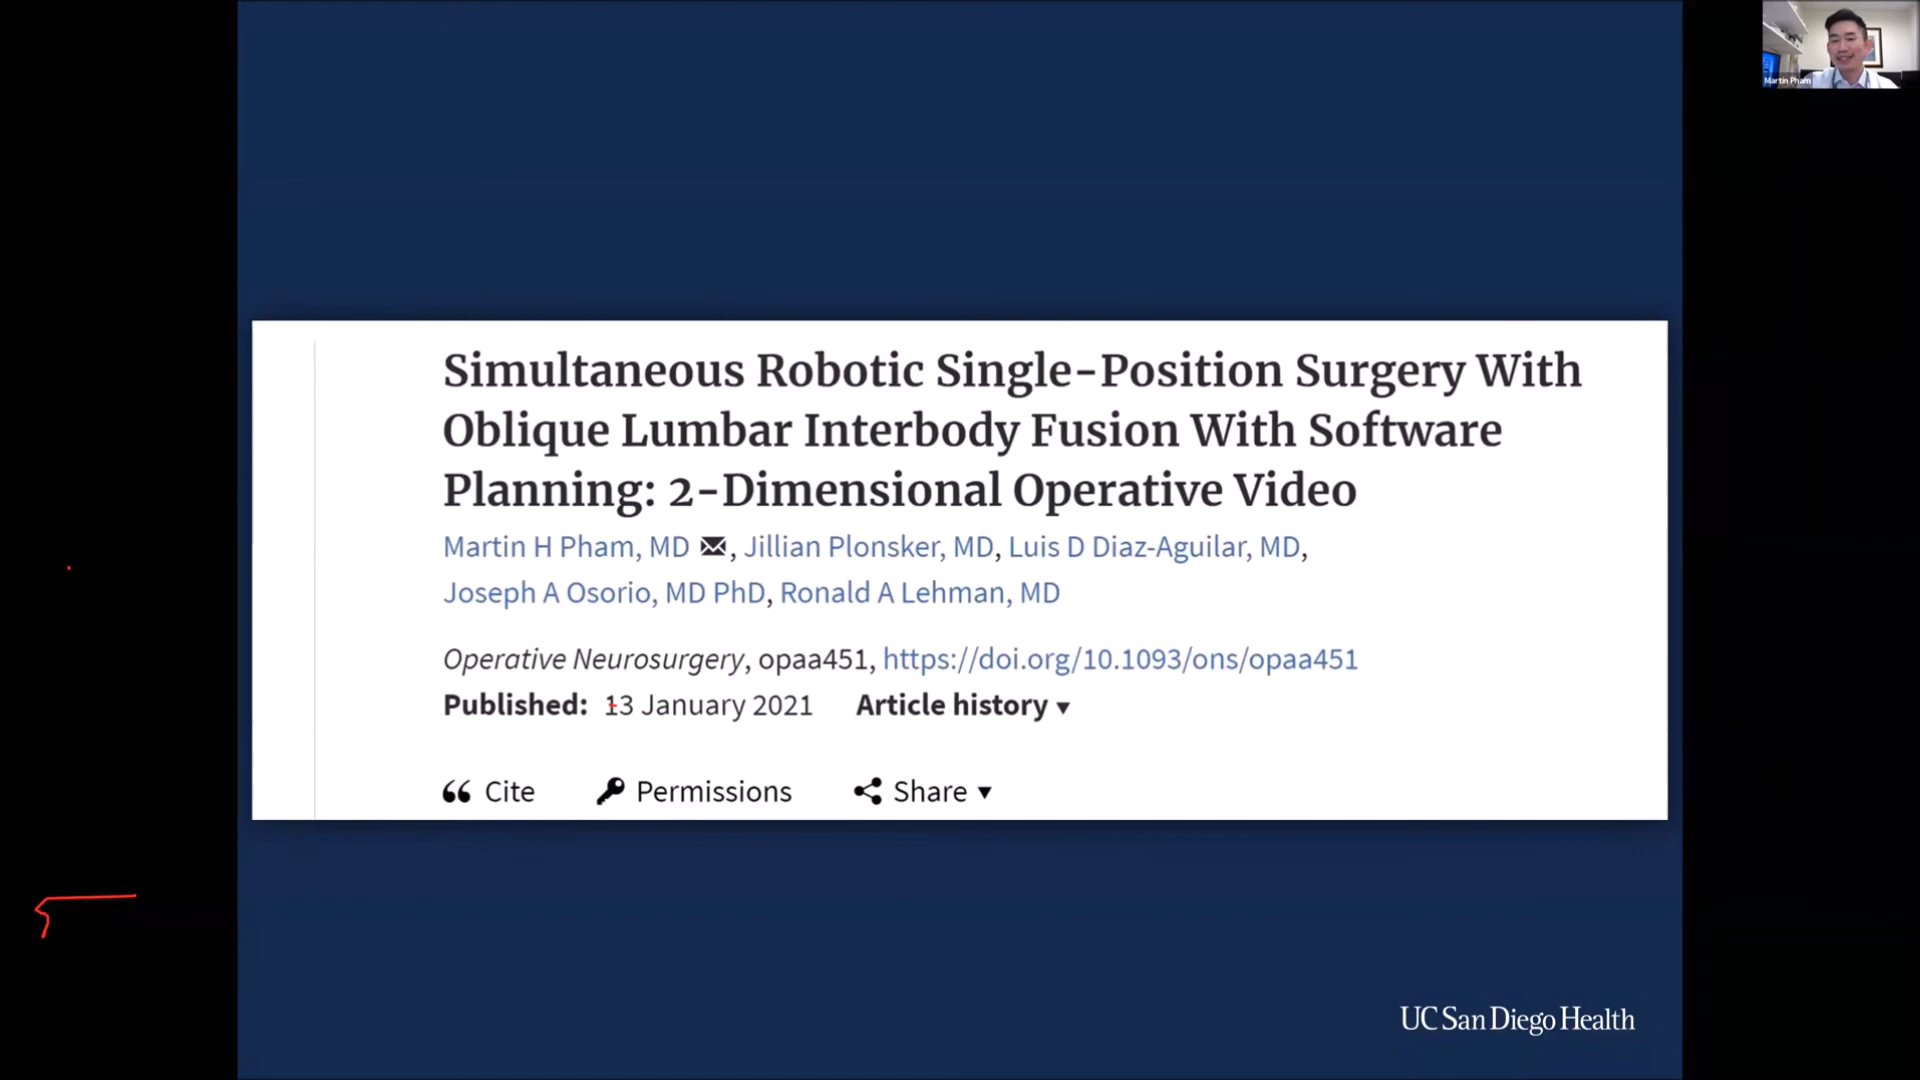 Martin Pham
Simultaneous Robotic Single-Position Surgery With
Oblique Lumbar Interbody Fusion With Software
Planning: 2-Dimensional Operative Video
Martin H Pham, MD ✉, Jillian Plonsker, MD, Luis D Diaz-Aguilar, MD,
Joseph A Osorio, MD PhD, Ronald A Lehman, MD
Operative Neurosurgery, opaa451, https://doi.org/10.1093/ons/opaa451
Published: 13 January 2021 Article history ▾
Cite Permissions Share ▾
UC San Diego Health